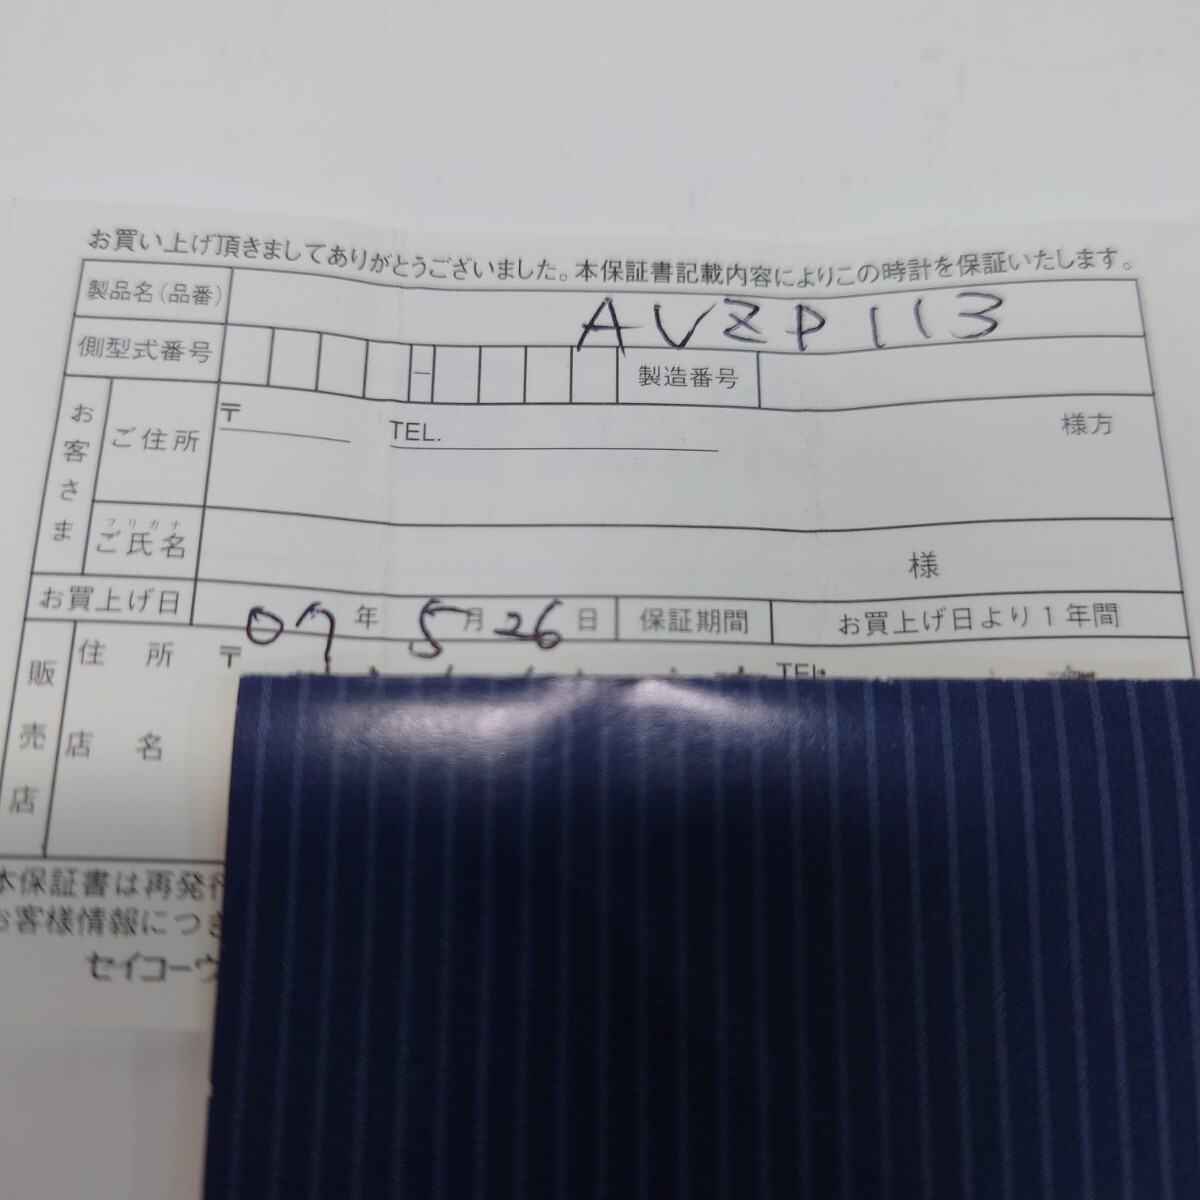 お買い上げ頂きましてありがとうございました。本保証書記載内容によりこの時計を保証いたします。
製品名(品番) AVZP113
側型式番号 － 製造番号
お客さま
ご住所 〒 TEL. 様方
フリガナ
ご氏名 様
お買上げ日 07年 5月 26日 保証期間 お買上げ日より1年間
販売店
住所 〒 TEL
店名
本保証書は再発行
お客様情報につき
セイコーウ